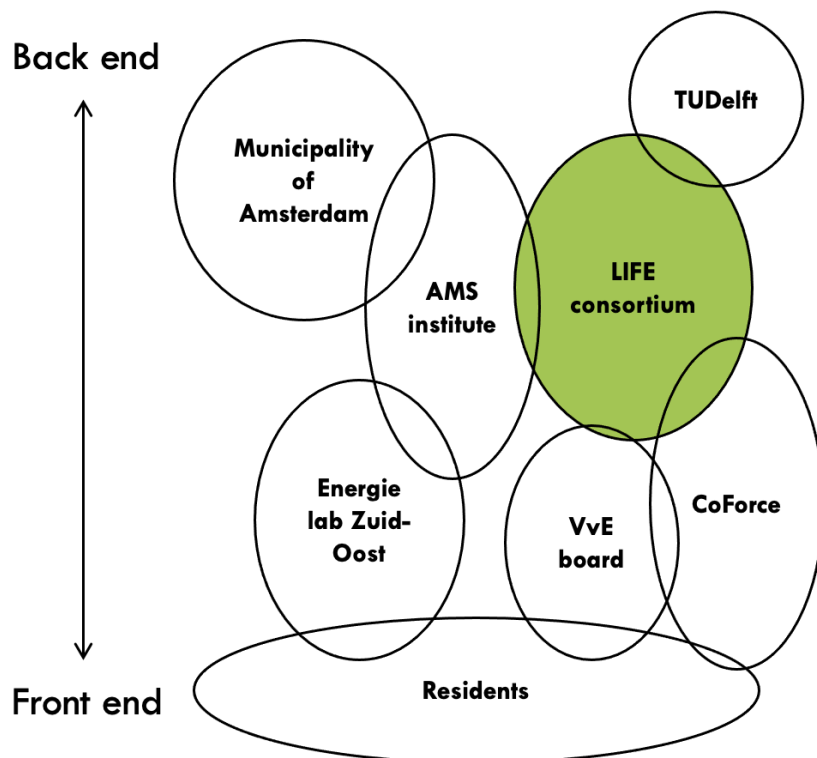 Back end
TUDelft
Municipality
of
Amsterdam
LIFE
consortium
AMS
institute
Energie
lab Zuid-
Oost
VvE
board
CoForce
Residents
Front end